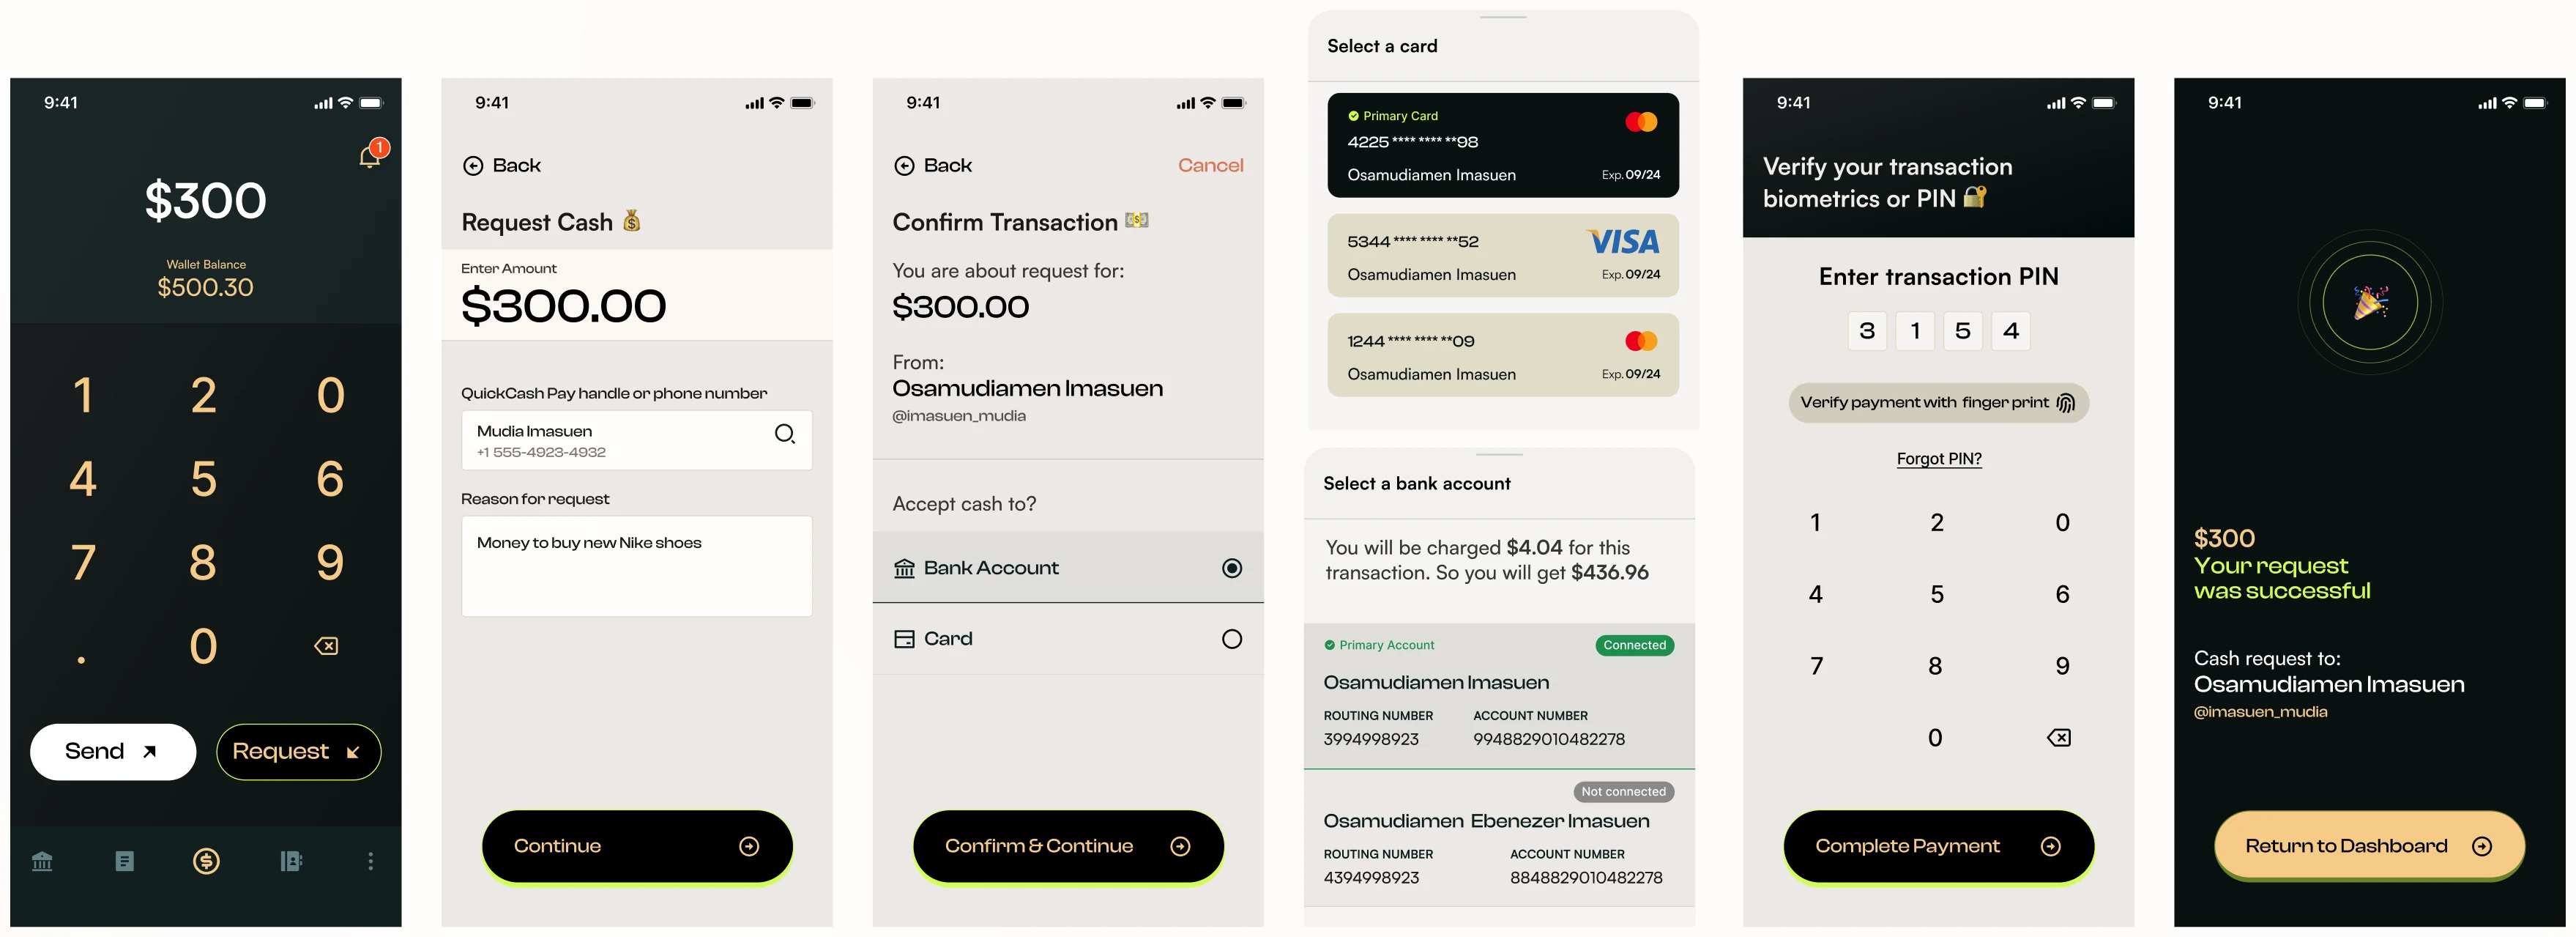 9:41
1
$300
Wallet Balance
$500.30
1 2 0
4 5 6
7 8 9
. 0
Send
Request
9:41
Back
Request Cash
Enter Amount
$300.00
QuickCash Pay handle or phone number
Mudia Imasuen
+1 555-4923-4932
Reason for request
Money to buy new Nike shoes
Continue
9:41
Back
Cancel
Confirm Transaction
You are about request for:
$300.00
From:
Osamudiamen Imasuen
@imasuen_mudia
Accept cash to?
Bank Account
Card
Confirm & Continue
Select a card
Primary Card
4225 **** **** **98
Osamudiamen Imasuen
Exp. 09/24
5344 **** **** **52
VISA
Osamudiamen Imasuen
Exp. 09/24
1244 **** **** **09
Osamudiamen Imasuen
Exp. 09/24
Select a bank account
You will be charged $4.04 for this
transaction. So you will get $436.96
Primary Account
Connected
Osamudiamen Imasuen
ROUTING NUMBER ACCOUNT NUMBER
3994998923 9948829010482278
Not connected
Osamudiamen Ebenezer Imasuen
ROUTING NUMBER ACCOUNT NUMBER
4394998923 8848829010482278
9:41
Verify your transaction
biometrics or PIN
Enter transaction PIN
3 1 5 4
Verify payment with finger print
Forgot PIN?
1 2 0
4 5 6
7 8 9
0
Complete Payment
9:41
$300
Your request
was successful
Cash request to:
Osamudiamen Imasuen
@imasuen_mudia
Return to Dashboard